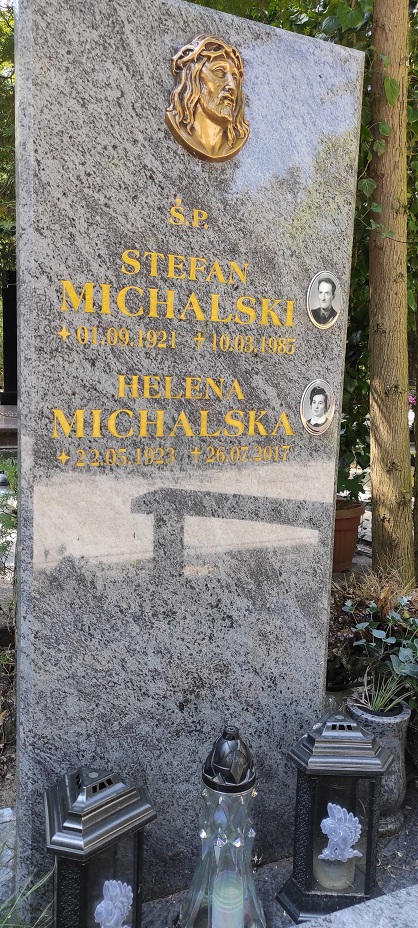 Ś.P.
STEFAN
MICHALSKI
✦ 01.09.1921 ✝ 10.03.1985
HELENA
MICHALSKA
✦ 22.05.1923 ✝ 26.07.2017